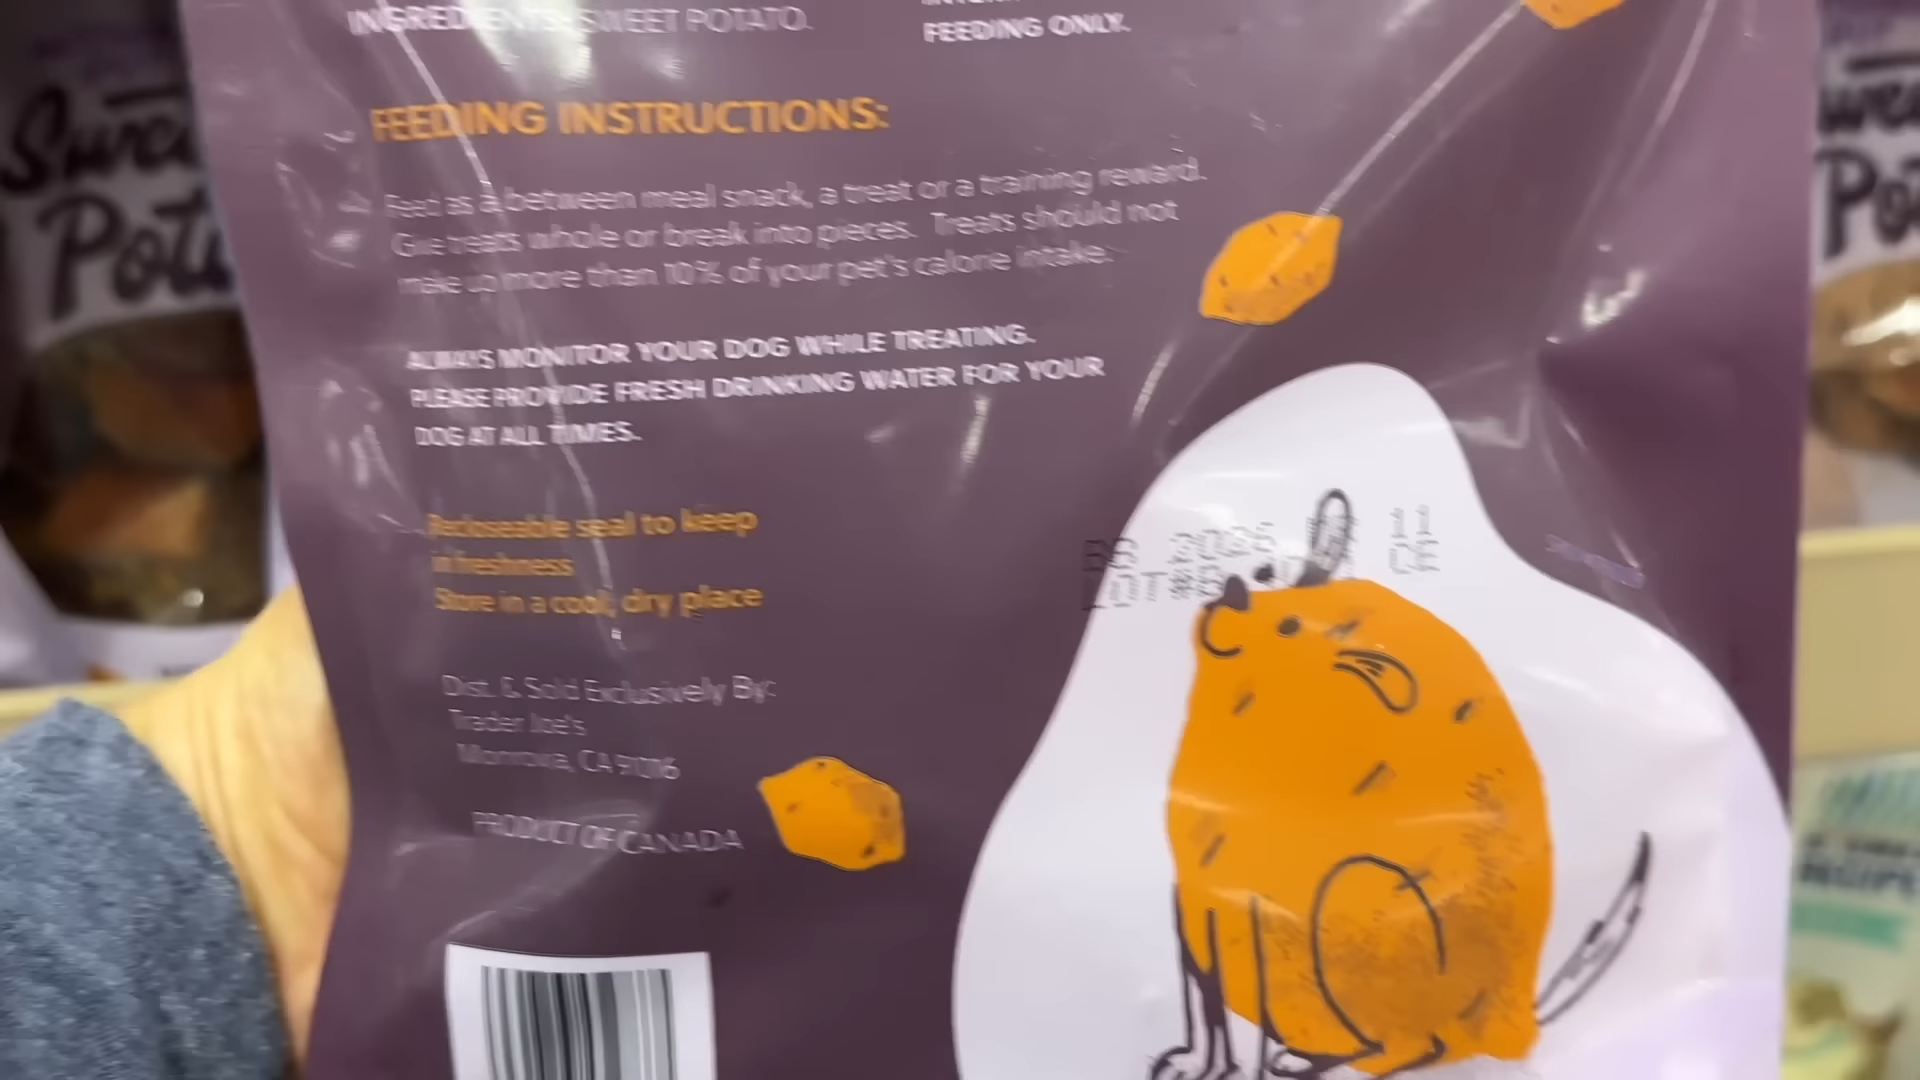 INGREDIENTS: SWEET POTATO.
FEEDING ONLY.
FEEDING INSTRUCTIONS:
Feed as a between meal snack, a treat or a training reward.
Give treats whole or break into pieces. Treats should not
make up more than 10% of your pet's calorie intake.
ALWAYS MONITOR YOUR DOG WHILE TREATING.
PLEASE PROVIDE FRESH DRINKING WATER FOR YOUR
DOG AT ALL TIMES.
Recloseable seal to keep
in freshness
Store in a cool, dry place
Dist. & Sold Exclusively By:
Trader Joe's
Monrovia, CA 91016
PRODUCT OF CANADA